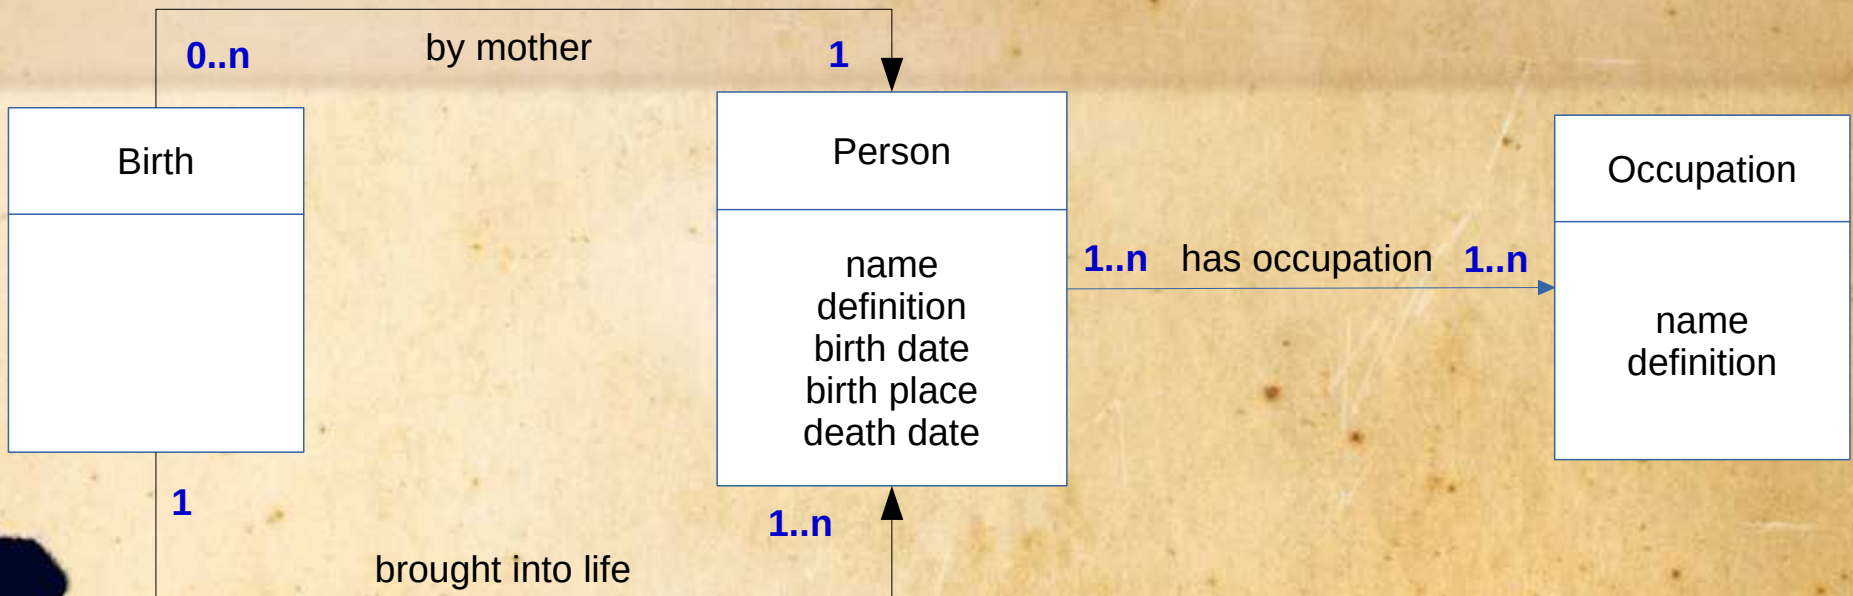 0..n by mother 1
Birth
Person
name
definition
birth date
birth place
death date
1..n has occupation 1..n
Occupation
name
definition
1
1..n
brought into life